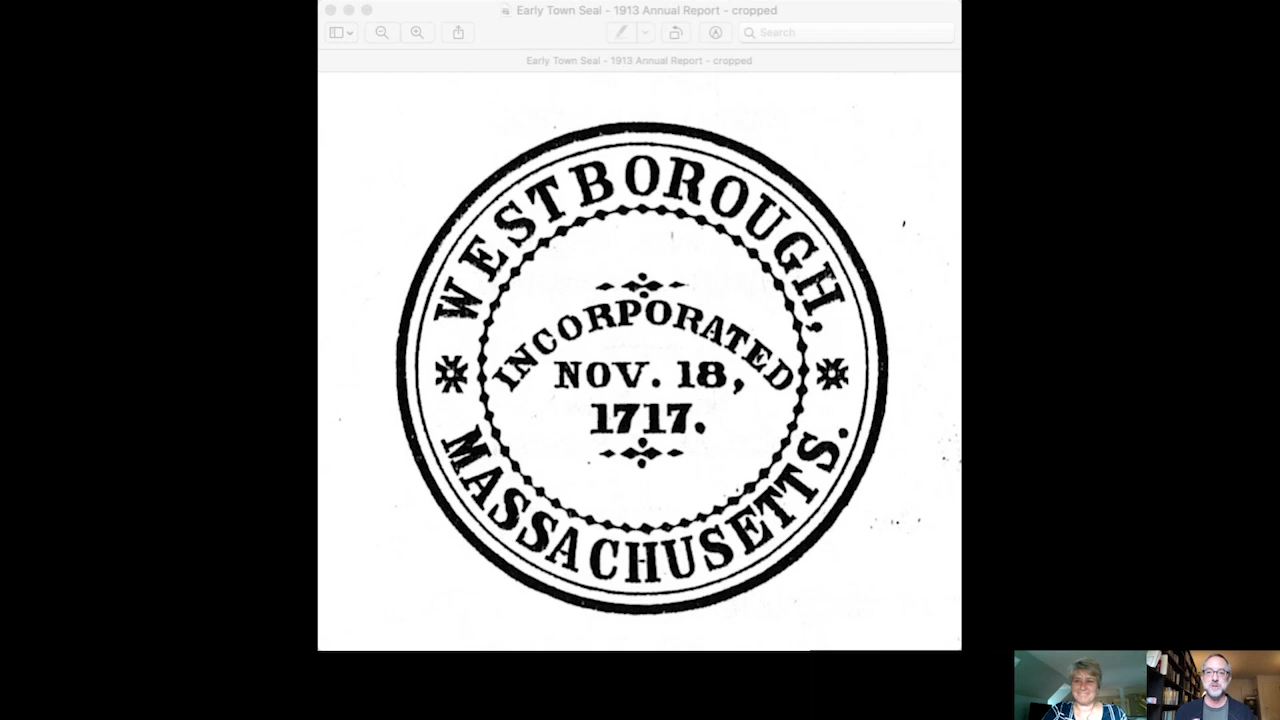 Early Town Seal - 1913 Annual Report - cropped
Search
Early Town Seal - 1913 Annual Report - cropped
WESTBOROUGH,
INCORPORATED
NOV. 18,
1717.
MASSACHUSETTS.